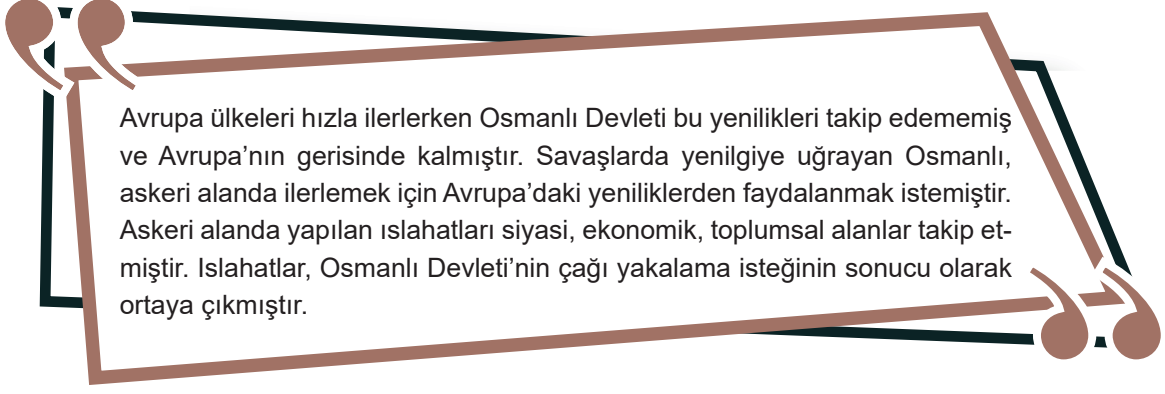 Avrupa ülkeleri hızla ilerlerken Osmanlı Devleti bu yenilikleri takip edememiş
ve Avrupa’nın gerisinde kalmıştır. Savaşlarda yenilgiye uğrayan Osmanlı,
askeri alanda ilerlemek için Avrupa’daki yeniliklerden faydalanmak istemiştir.
Askeri alanda yapılan ıslahatları siyasi, ekonomik, toplumsal alanlar takip et-
miştir. Islahatlar, Osmanlı Devleti’nin çağı yakalama isteğinin sonucu olarak
ortaya çıkmıştır.